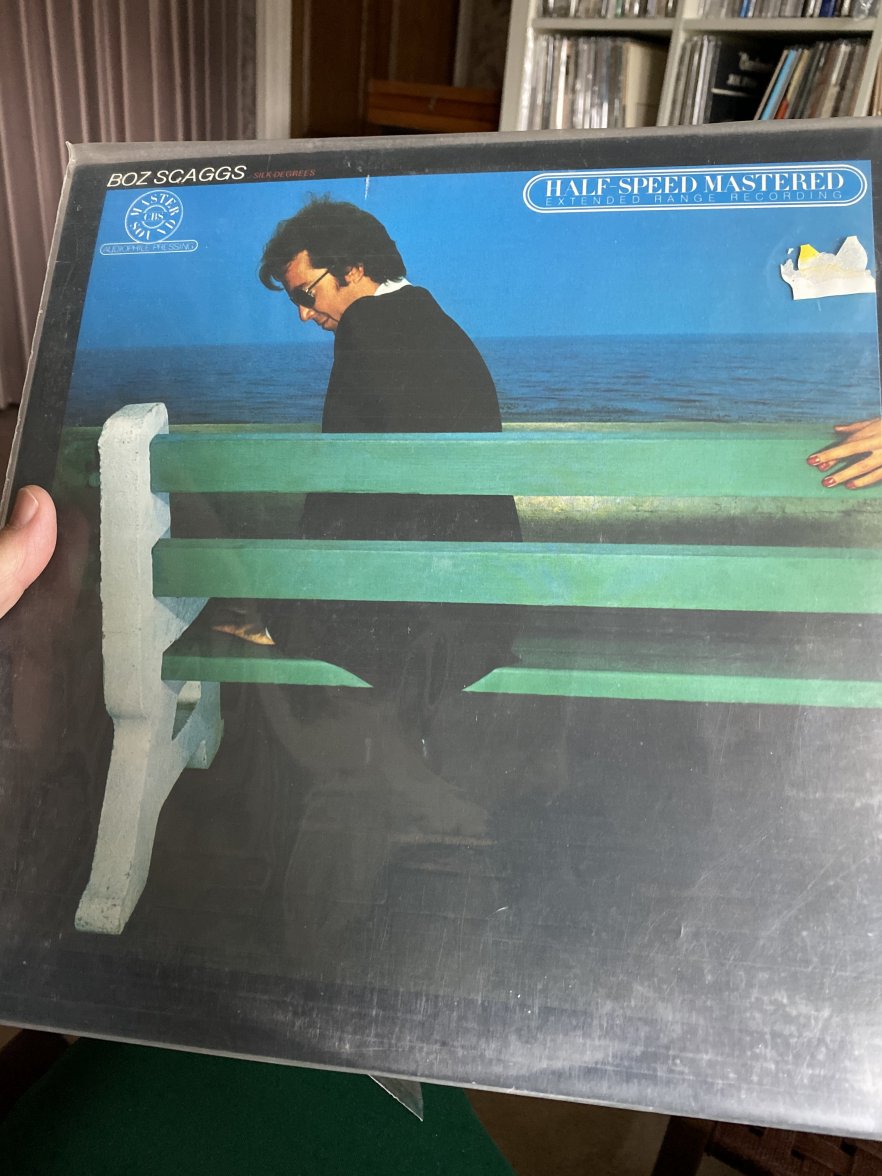 BOZ SCAGGS SILK DEGREES
MASTER
CBS
SOUND
AUDIOPHILE PRESSING
HALF-SPEED MASTERED
EXTENDED RANGE RECORDING